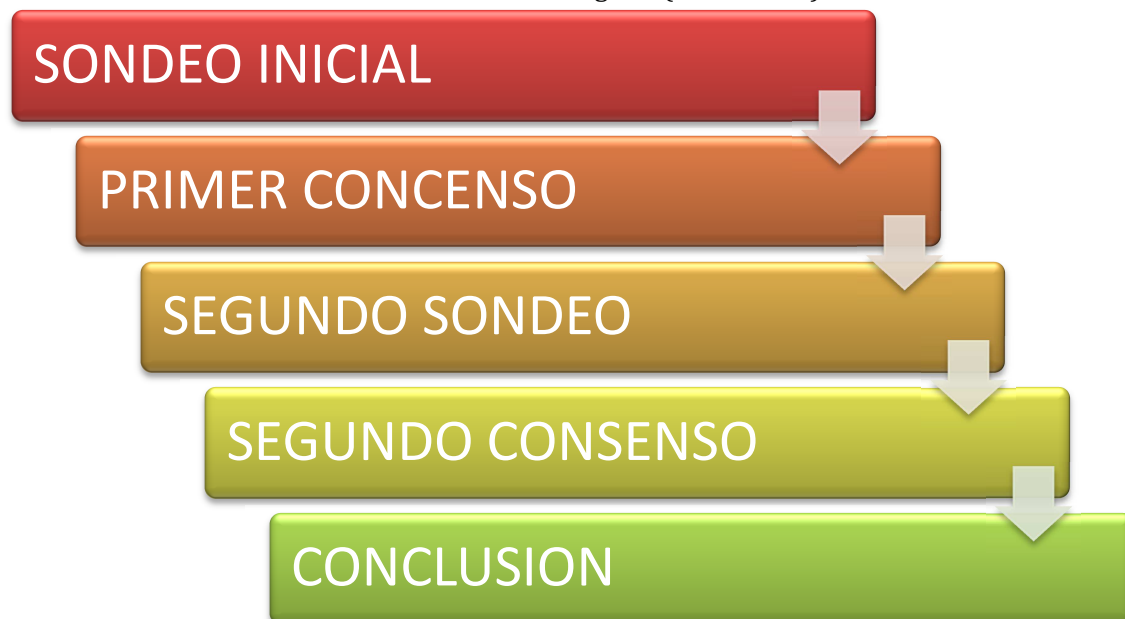 SONDEO INICIAL
PRIMER CONCENSO
SEGUNDO SONDEO
SEGUNDO CONSENSO
CONCLUSION